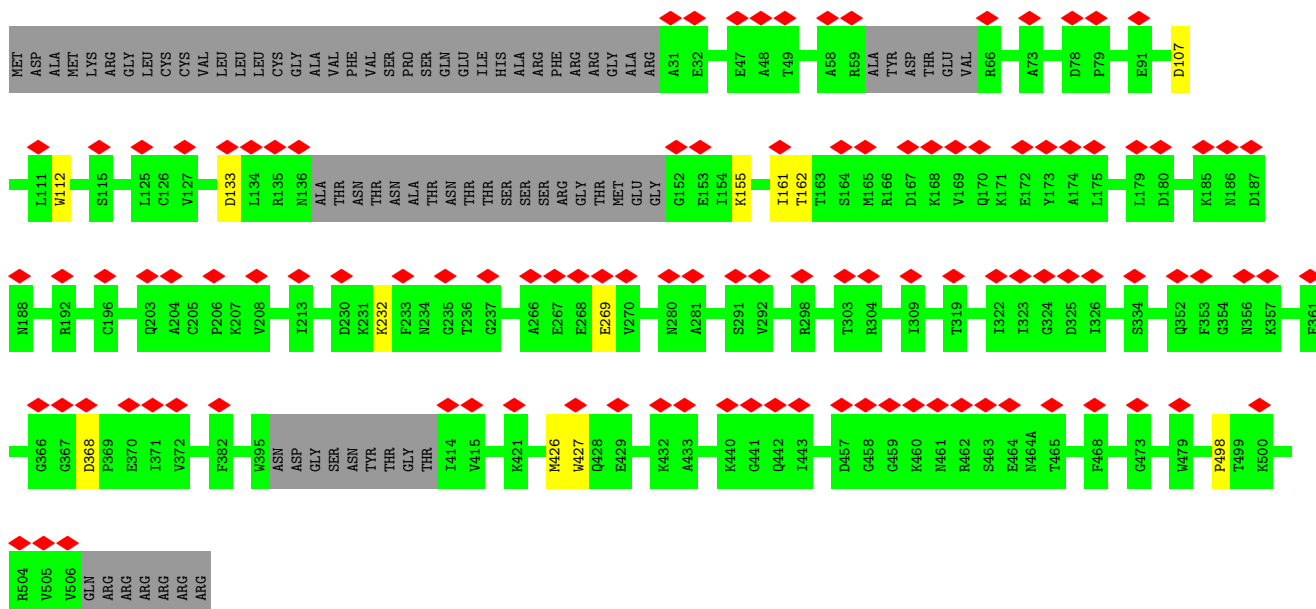 MET ASP ALA MET LYS ARG GLY LEU CYS CYS VAL LEU LEU LEU CYS GLY ALA VAL PHE VAL SER PRO SER GLN GLU ILE HIS ALA ARG PHE ARG ARG GLY ALA ARG A31 E32 E47 A48 T49 A58 R59 ALA TYR ASP THR GLU VAL R66 A73 D78 P79 E91 D107
L111 W112 S115 L125 C126 V127 D133 L134 R135 N136 ALA THR ASN THR ASN ALA THR ASN THR THR SER SER SER ARG GLY THR MET GLU GLY G152 E153 I154 K155 I161 T162 T163 S164 M165 R166 D167 K168 V169 Q170 K171 E172 Y173 A174 L175 L179 D180 K185 N186 D187
N188 R192 C196 Q203 A204 C205 P206 K207 V208 I213 D230 K231 K232 F233 N234 G235 T236 G237 A266 E267 E268 E269 V270 N280 A281 S291 V292 R298 T303 R304 I309 T319 I322 I323 G324 D325 I326 S334 Q352 F353 G354 N356 K357 F361
G366 G367 D368 P369 E370 I371 V372 F382 W395 ASN ASP GLY SER ASN TYR THR GLY THR I414 V415 K421 M426 W427 Q428 E429 K432 A433 K440 G441 Q442 I443 D457 G458 G459 K460 N461 R462 S463 E464 N464A T465 F468 G473 W479 P498 T499 K500
R504 V505 V506 GLN ARG ARG ARG ARG ARG ARG